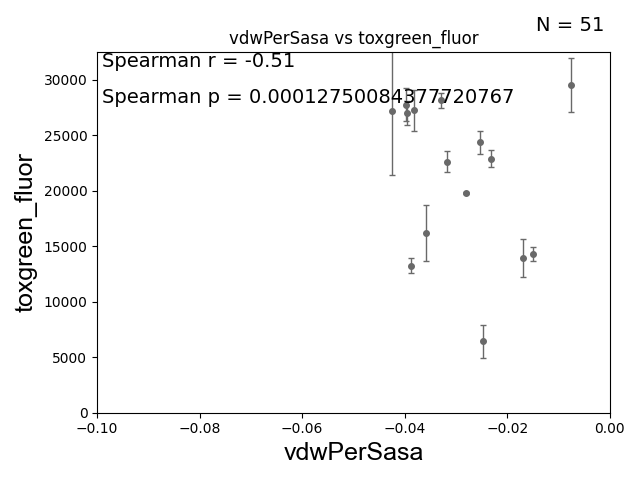 N = 51
vdwPerSasa vs toxgreen_fluor
Spearman r = -0.51
Spearman p = 0.00012750084377720767
30000
25000
20000
15000
10000
5000
0
toxgreen_fluor
−0.10
−0.08
−0.06
−0.04
−0.02
0.00
vdwPerSasa